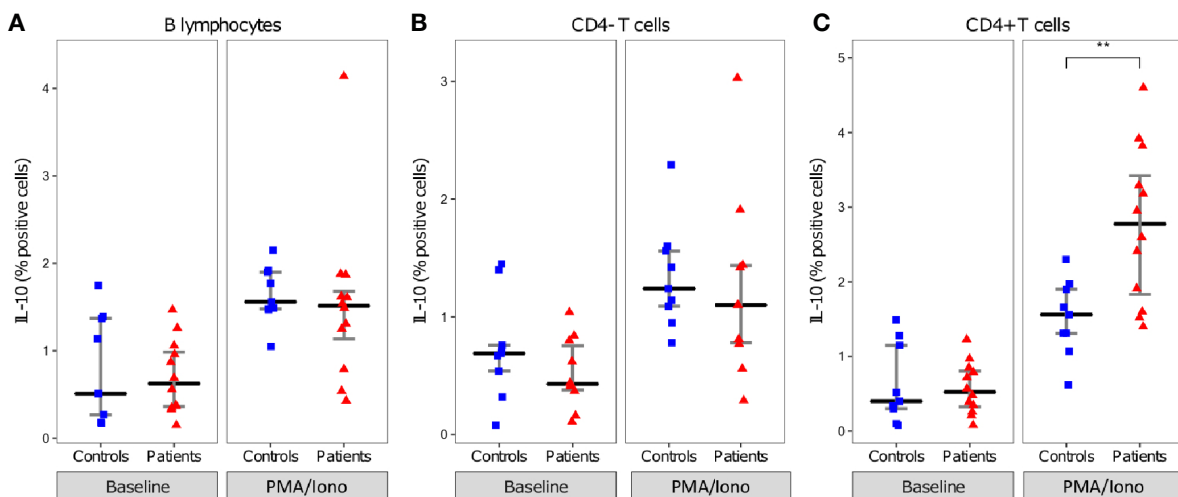 A
B lymphocytes
IL-10 (% positive cells)
4
3
2
1
0
Controls Patients Controls Patients
Baseline PMA/Iono
B
CD4- T cells
IL-10 (% positive cells)
3
2
1
0
Controls Patients Controls Patients
Baseline PMA/Iono
C
CD4+T cells
**
IL-10 (% positive cells)
5
4
3
2
1
0
Controls Patients Controls Patients
Baseline PMA/Iono